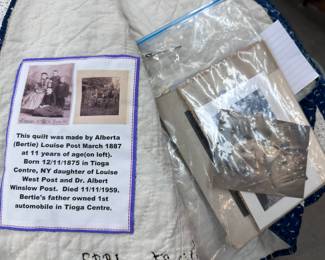 This quilt was made by Alberta
(Bertie) Louise Post March 1887
at 11 years of age(on left).
Born 12/11/1875 in Tioga
Centre, NY daughter of Louise
West Post and Dr. Albert
Winslow Post. Died 11/11/1959.
Bertie's father owned 1st
automobile in Tioga Centre.